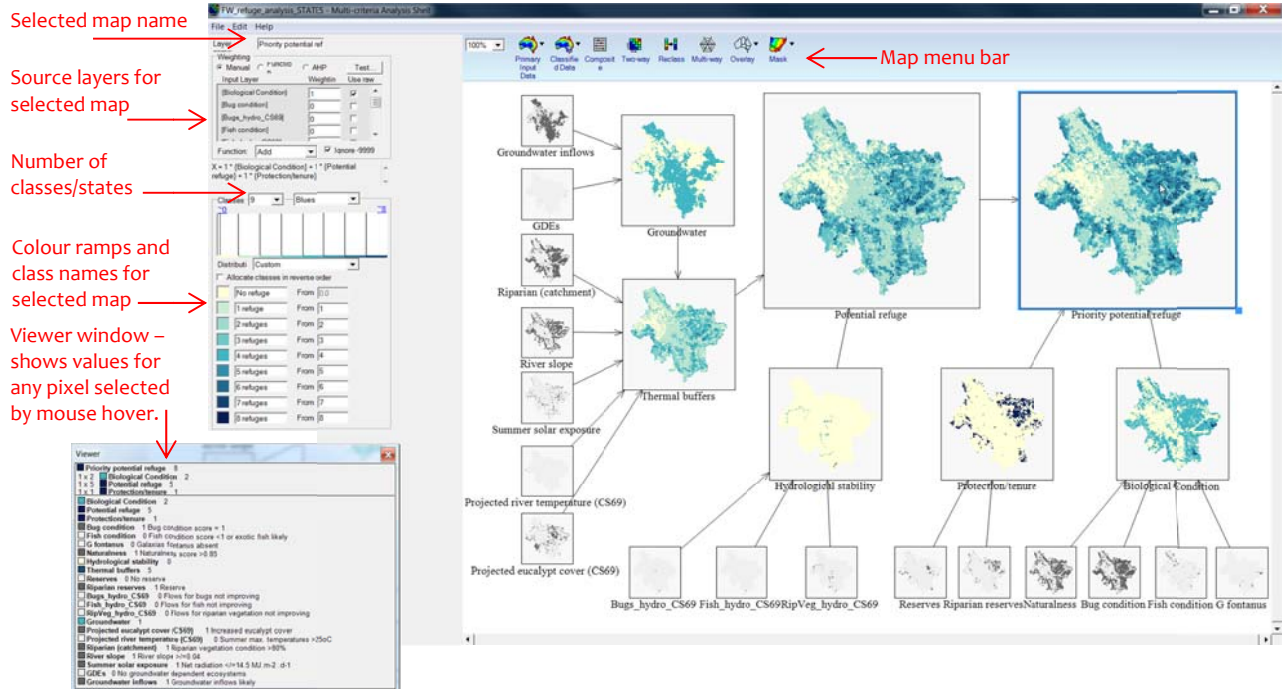 Selected map name
Source layers for
selected map
Number of
classes/states
Colour ramps and
class names for
selected map
Viewer window –
shows values for
any pixel selected
by mouse hover.
FW_refuge_analysis_STATES - Multi-criteria Analysis Shell
File Edit Help
Layer
Priority potential ref
Weighting
Manual Functio AHP Test...
Input Layer Weightin Use raw
[Biological Condition] 1
[Bug condition] 0
[Bugs_hydro_CS69] 0
[Fish condition] 0
Function: Add Ignore -9999
X = 1 * {Biological Condition} + 1 * {Potential
refuge} + 1 * {Protection/tenure}
Classes 9 Blues
Distributi Custom
Allocate classes in reverse order
No refuge From 0.0
1 refuge From 1
2 refuges From 2
3 refuges From 3
4 refuges From 4
5 refuges From 5
6 refuges From 6
7 refuges From 7
8 refuges From 8
Viewer
Priority potential refuge 8
1 x 2 Biological Condition 2
1 x 5 Potential refuge 5
1 x 1 Protection/tenure 1
Biological Condition 2
Potential refuge 5
Protection/tenure 1
Bug condition 1 Bug condition score = 1
Fish condition 0 Fish condition score <1 or exotic fish likely
G fontanus 0 Galaxias fontanus absent
Naturalness 1 Naturalness score >0.85
Hydrological stability 0
Thermal buffers 5
Reserves 0 No reserve
Riparian reserves 1 Reserve
Bugs_hydro_CS69 0 Flows for bugs not improving
Fish_hydro_CS69 0 Flows for fish not improving
RipVeg_hydro_CS69 0 Flows for riparian vegetation not improving
Groundwater 1
Projected eucalypt cover (CS69) 1 Increased eucalypt cover
Projected river temperature (CS69) 0 Summer max. temperatures >25oC
Riparian (catchment) 1 Riparian vegetation condition >80%
River slope 1 River slope >/=0.04
Summer solar exposure 1 Net radiation </=14.5 MJ.m-2 .d-1
GDEs 0 No groundwater dependent ecosystems
Groundwater inflows 1 Groundwater inflows likely
100%
Primary
Input
Data
Classifie
d Data
Composit
e
Two-way
Reclass
Multi-way
Overlay
Mask
Map menu bar
Groundwater inflows
GDEs
Groundwater
Riparian (catchment)
River slope
Summer solar exposure
Thermal buffers
Projected river temperature (CS69)
Projected eucalypt cover (CS69)
Potential refuge
Priority potential refuge
Hydrological stability
Protection/tenure
Biological Condition
Bugs_hydro_CS69
Fish_hydro_CS69
RipVeg_hydro_CS69
Reserves
Riparian reserves
Naturalness
Bug condition
Fish condition
G fontanus